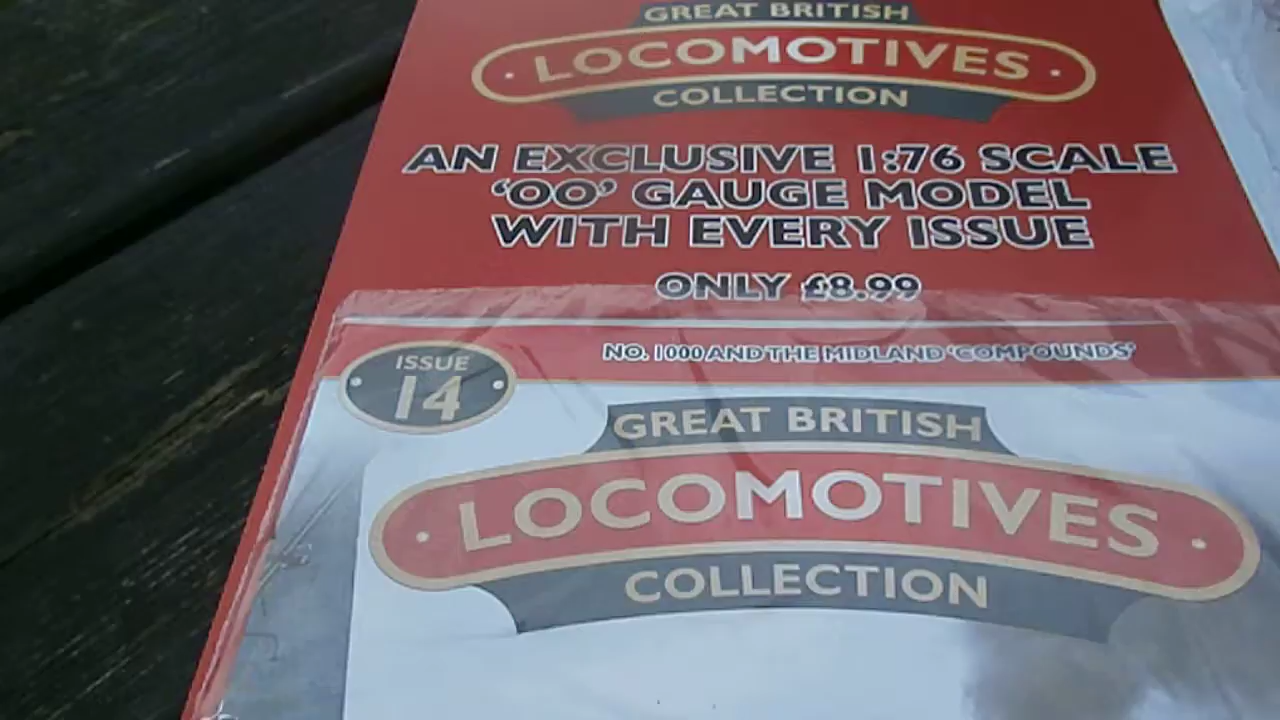 GREAT BRITISH
· LOCOMOTIVES ·
COLLECTION
AN EXCLUSIVE 1:76 SCALE
‘OO’ GAUGE MODEL
WITH EVERY ISSUE
ONLY £8.99
NO. 1000 AND THE MIDLAND ‘COMPOUNDS’
ISSUE
14
GREAT BRITISH
· LOCOMOTIVES ·
COLLECTION